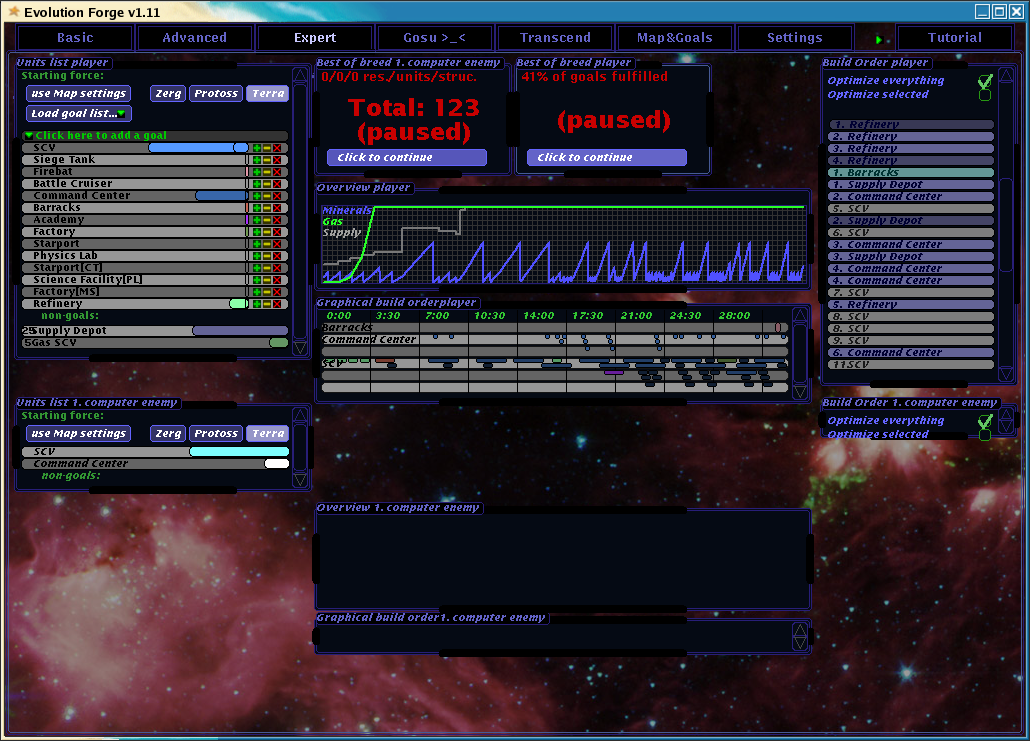 Evolution Forge v1.11
Basic
Advanced
Expert
Gosu >_<
Transcend
Map&Goals
Settings
Tutorial
Units list player
Starting force:
use Map settings
Zerg
Protoss
Terra
Load goal list...
Click here to add a goal
SCV
Siege Tank
Firebat
Battle Cruiser
Command Center
Barracks
Academy
Factory
Starport
Physics Lab
Starport[CT]
Science Facility[PL]
Factory[MS]
Refinery
non-goals:
Supply Depot
5Gas SCV
Units list 1. computer enemy
Starting force:
use Map settings
Zerg
Protoss
Terra
SCV
Command Center
non-goals:
Best of breed 1. computer enemy
0/0/0 res./units/struc.
Total: 123
(paused)
Click to continue
Best of breed player
41% of goals fulfilled
(paused)
Click to continue
Overview player
Minerals
Gas
Supply
Graphical build orderplayer
0:00 3:30 7:00 10:30 14:00 17:30 21:00 24:30 28:00
Barracks
Command Center
SCV
Overview 1. computer enemy
Graphical build order1. computer enemy
Build Order player
Optimize everything
Optimize selected
1. Refinery
2. Refinery
3. Refinery
4. Refinery
1. Barracks
1. Supply Depot
2. Command Center
5. SCV
2. Supply Depot
6. SCV
3. Command Center
3. Supply Depot
4. Command Center
4. Command Center
7. SCV
5. Refinery
8. SCV
8. SCV
9. SCV
6. Command Center
11SCV
Build Order 1. computer enemy
Optimize everything
Optimize selected